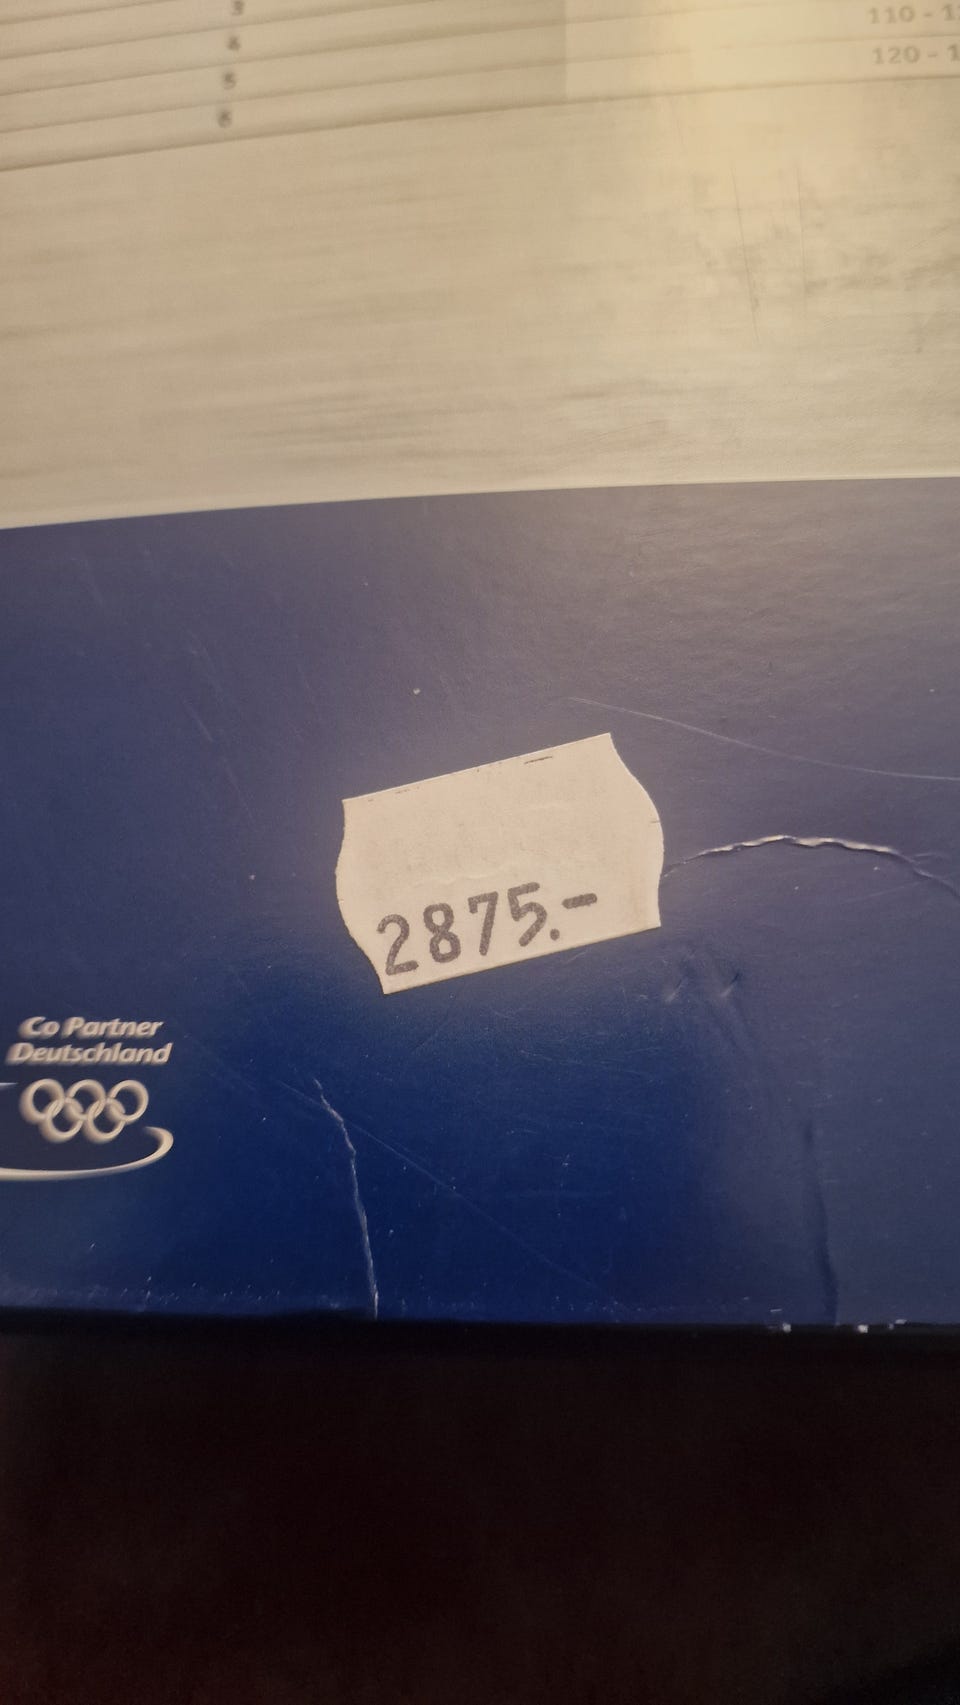 3
110 - 1
4
120 - 1
5
6
2875.-
Co Partner
Deutschland